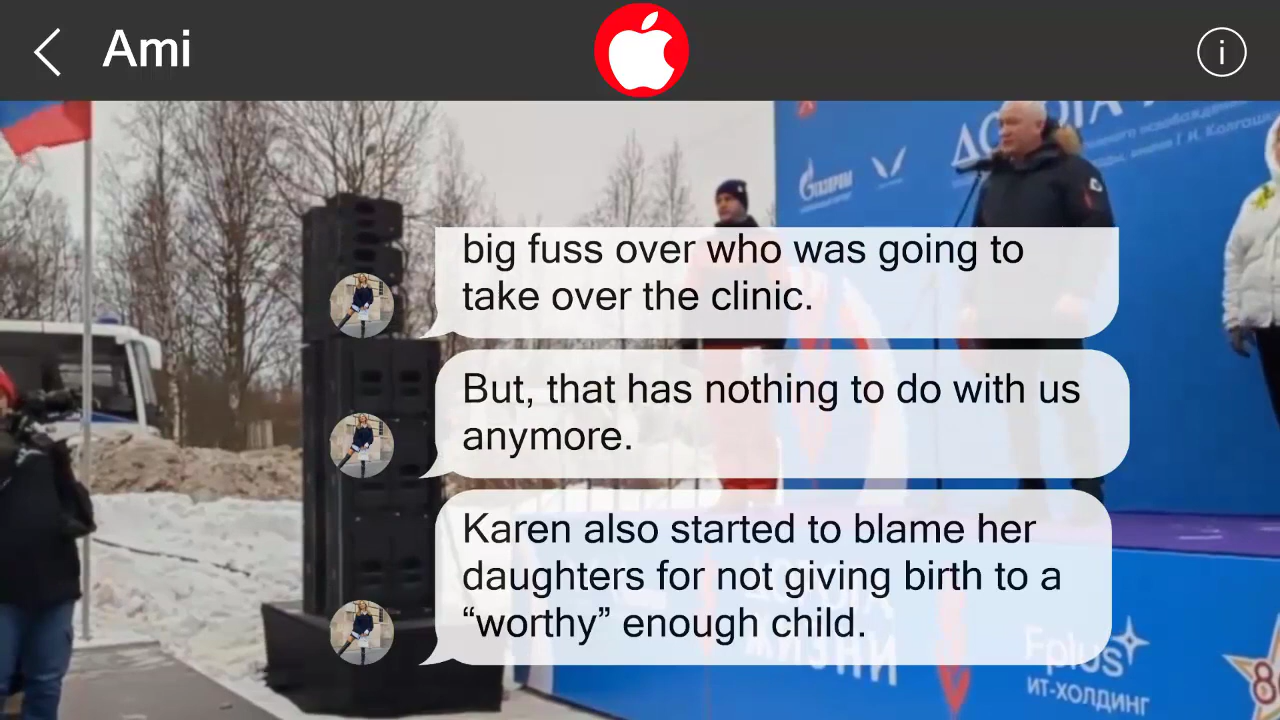 Ami
i
ДОРОГА
ГАЗПРОМ
big fuss over who was going to
take over the clinic.
But, that has nothing to do with us
anymore.
Karen also started to blame her
daughters for not giving birth to a
“worthy” enough child.
ЖИЗНИ
Fplus
ИТ-ХОЛДИНГ